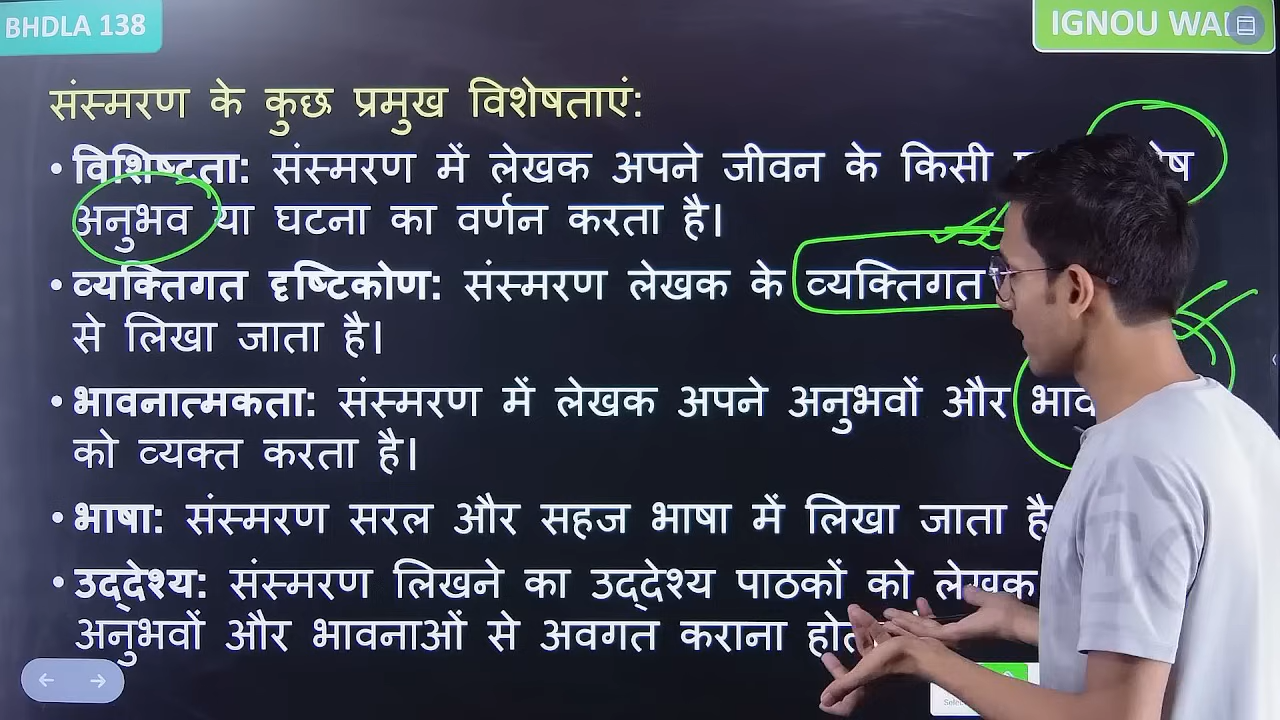 BHDLA 138
IGNOU
संस्मरण के कुछ प्रमुख विशेषताएं:
• विशिष्टता: संस्मरण में लेखक अपने जीवन के किसी
अनुभव या घटना का वर्णन करता है।
• व्यक्तिगत दृष्टिकोण: संस्मरण लेखक के व्यक्तिगत
से लिखा जाता है।
• भावनात्मकता: संस्मरण में लेखक अपने अनुभवों और
को व्यक्त करता है।
• भाषा: संस्मरण सरल और सहज भाषा में लिखा जाता है
• उद्देश्य: संस्मरण लिखने का उद्देश्य पाठकों को लेखक
अनुभवों और भावनाओं से अवगत कराना